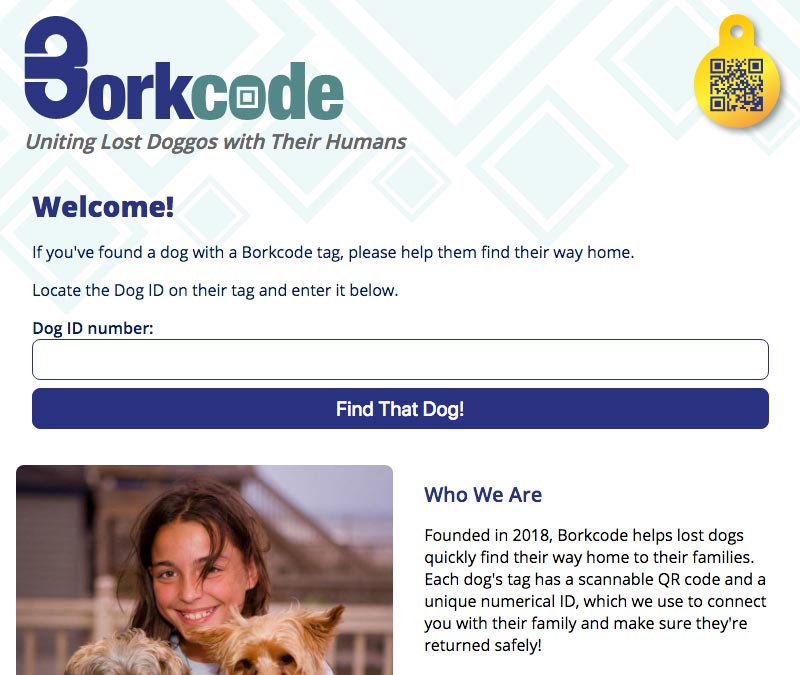 Borkcode
Uniting Lost Doggos with Their Humans
Welcome!
If you've found a dog with a Borkcode tag, please help them find their way home.
Locate the Dog ID on their tag and enter it below.
Dog ID number:
Find That Dog!
Who We Are
Founded in 2018, Borkcode helps lost dogs
quickly find their way home to their families.
Each dog's tag has a scannable QR code and a
unique numerical ID, which we use to connect
you with their family and make sure they're
returned safely!